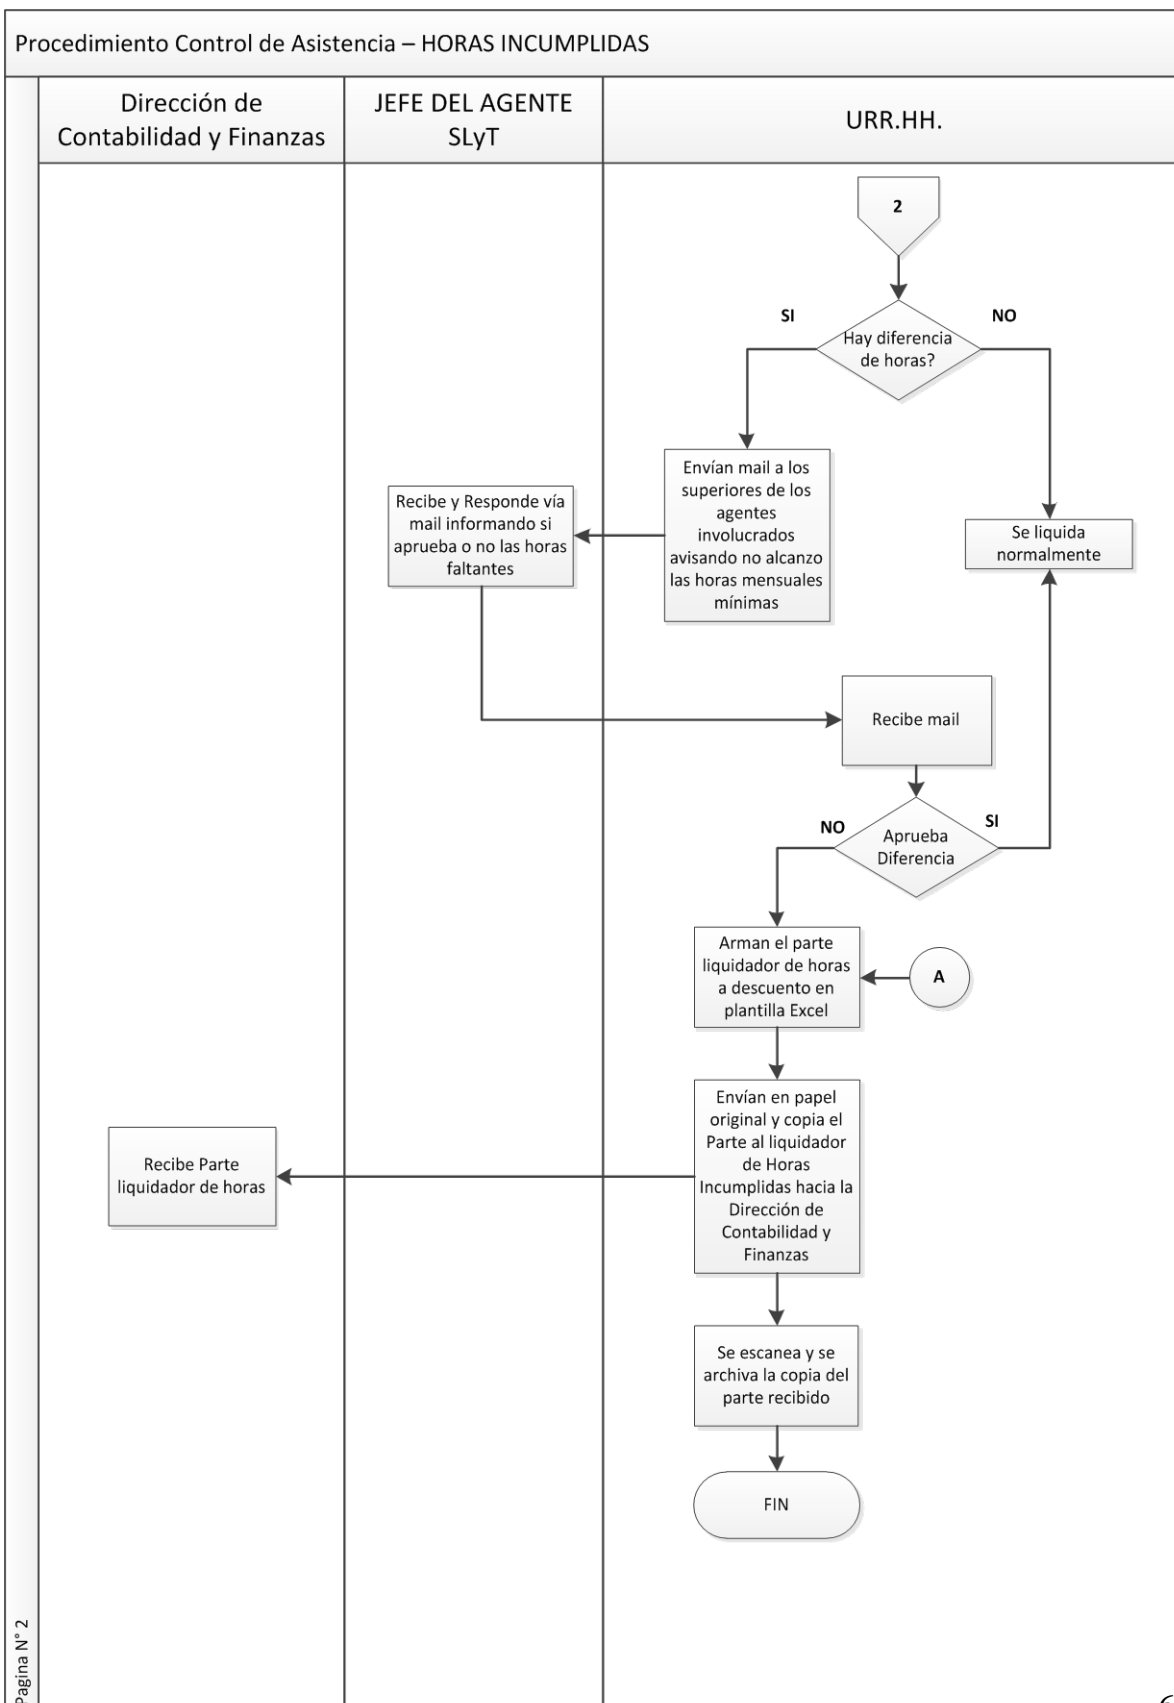 Procedimiento Control de Asistencia – HORAS INCUMPLIDAS
Dirección de
Contabilidad y Finanzas
JEFE DEL AGENTE
SLyT
URR.HH.
2
SI
NO
Hay diferencia
de horas?
Envían mail a los
superiores de los
agentes
involucrados
avisando no alcanzo
las horas mensuales
mínimas
Recibe y Responde vía
mail informando si
aprueba o no las horas
faltantes
Se liquida
normalmente
Recibe mail
NO
SI
Aprueba
Diferencia
Arman el parte
liquidador de horas
a descuento en
plantilla Excel
A
Envían en papel
original y copia el
Parte al liquidador
de Horas
Incumplidas hacia la
Dirección de
Contabilidad y
Finanzas
Recibe Parte
liquidador de horas
Se escanea y se
archiva la copia del
parte recibido
FIN
Pagina N° 2